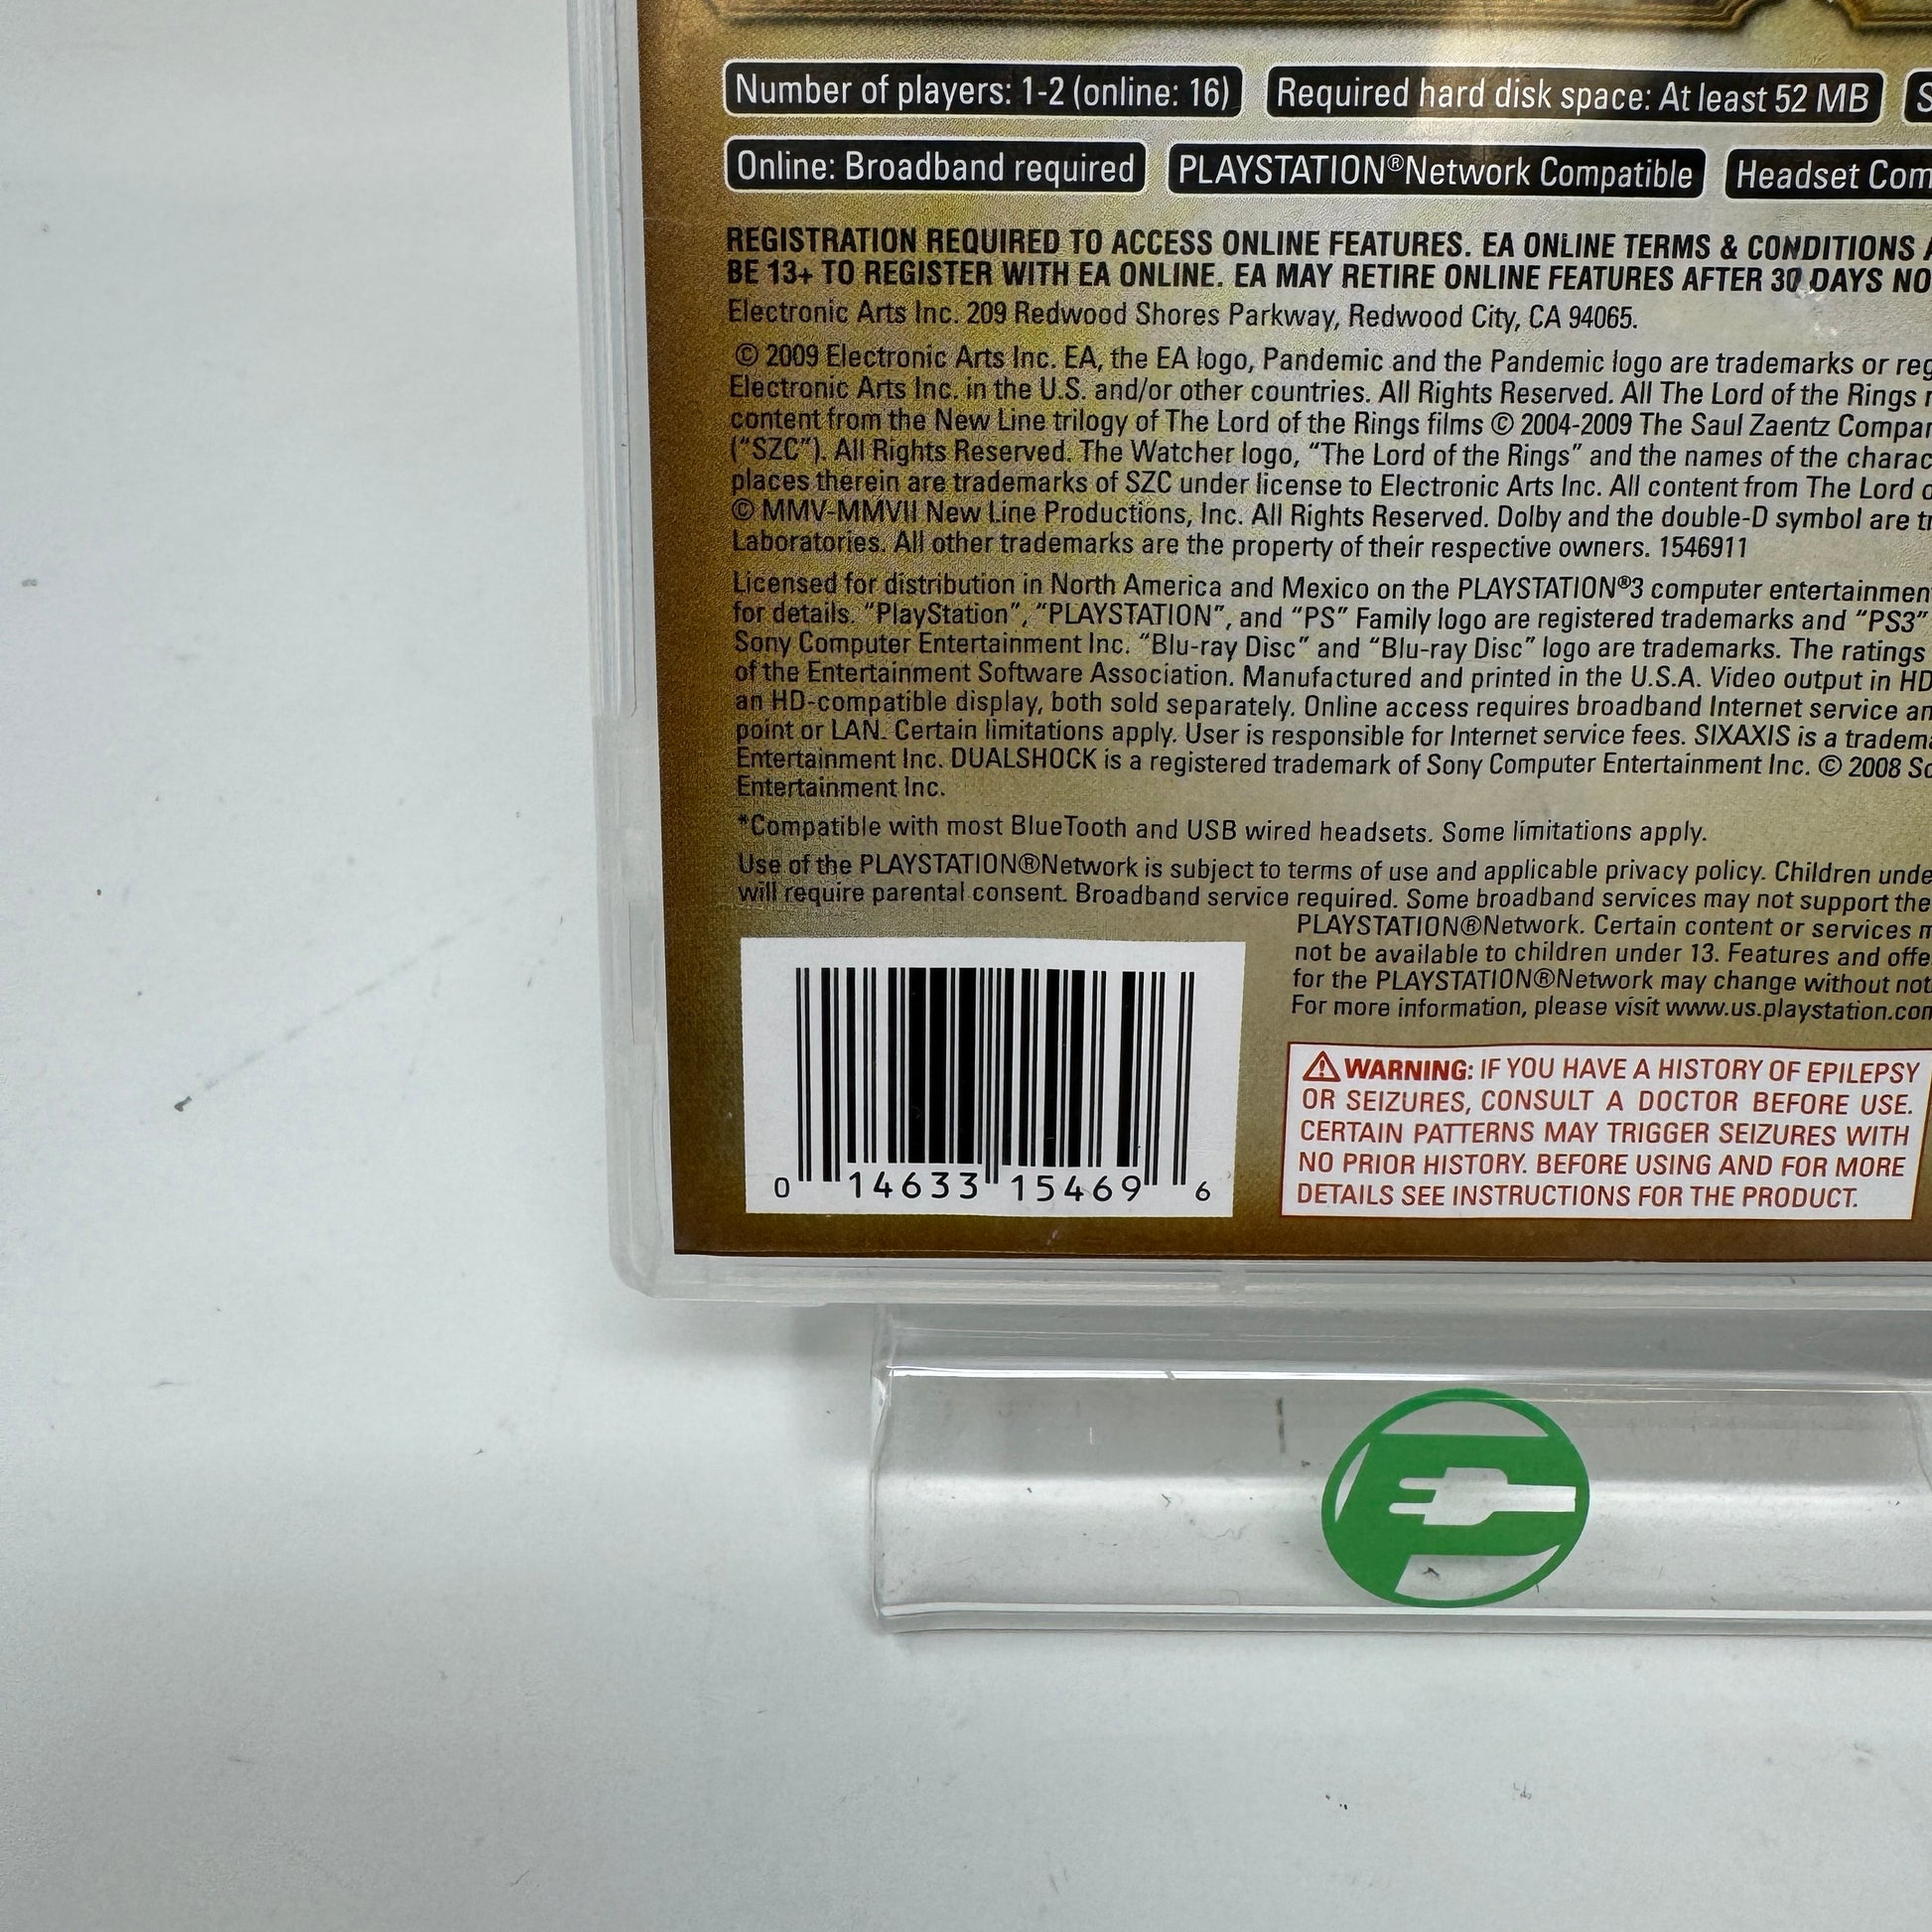 Number of players: 1-2 (online: 16) Required hard disk space: At least 52 MB S
Online: Broadband required PLAYSTATION®Network Compatible Headset Com
REGISTRATION REQUIRED TO ACCESS ONLINE FEATURES. EA ONLINE TERMS & CONDITIONS
BE 13+ TO REGISTER WITH EA ONLINE. EA MAY RETIRE ONLINE FEATURES AFTER 30 DAYS NO
Electronic Arts Inc. 209 Redwood Shores Parkway, Redwood City, CA 94065.
© 2009 Electronic Arts Inc. EA, the EA logo, Pandemic and the Pandemic logo are trademarks or reg
Electronic Arts Inc. in the U.S. and/or other countries. All Rights Reserved. All The Lord of the Rings
content from the New Line trilogy of The Lord of the Rings films © 2004-2009 The Saul Zaentz Compan
("SZC"). All Rights Reserved. The Watcher logo, "The Lord of the Rings" and the names of the charac
places therein are trademarks of SZC under license to Electronic Arts Inc. All content from The Lord o
© MMV-MMVII New Line Productions, Inc. All Rights Reserved. Dolby and the double-D symbol are tr
Laboratories. All other trademarks are the property of their respective owners. 1546911
Licensed for distribution in North America and Mexico on the PLAYSTATION®3 computer entertainmen
for details. "PlayStation", "PLAYSTATION", and "PS" Family logo are registered trademarks and "PS3"
Sony Computer Entertainment Inc. "Blu-ray Disc" and "Blu-ray Disc" logo are trademarks. The ratings
of the Entertainment Software Association. Manufactured and printed in the U.S.A. Video output in HD
an HD-compatible display, both sold separately. Online access requires broadband Internet service an
point or LAN. Certain limitations apply. User is responsible for Internet service fees. SIXAXIS is a tradema
Entertainment Inc. DUALSHOCK is a registered trademark of Sony Computer Entertainment Inc. © 2008 So
Entertainment Inc.
*Compatible with most BlueTooth and USB wired headsets. Some limitations apply.
Use of the PLAYSTATION®Network is subject to terms of use and applicable privacy policy. Children unde
will require parental consent. Broadband service required. Some broadband services may not support the
PLAYSTATION®Network. Certain content or services m
not be available to children under 13. Features and offe
for the PLAYSTATION®Network may change without not
For more information, please visit www.us.playstation.com
0 14633 15469 6
WARNING: IF YOU HAVE A HISTORY OF EPILEPSY
OR SEIZURES, CONSULT A DOCTOR BEFORE USE.
CERTAIN PATTERNS MAY TRIGGER SEIZURES WITH
NO PRIOR HISTORY. BEFORE USING AND FOR MORE
DETAILS SEE INSTRUCTIONS FOR THE PRODUCT.